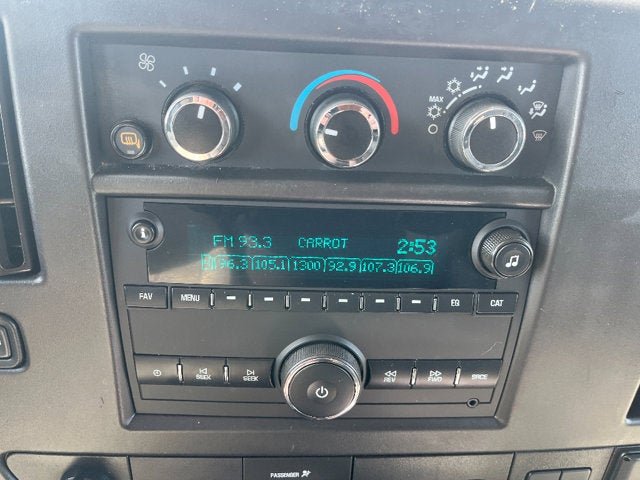 MAX
FM 93.3 CARROT 2:53
96.3 105.1 1300 92.9 107.3 106.9
FAV MENU EQ CAT
SEEK SEEK REV FWD SRCE
PASSENGER